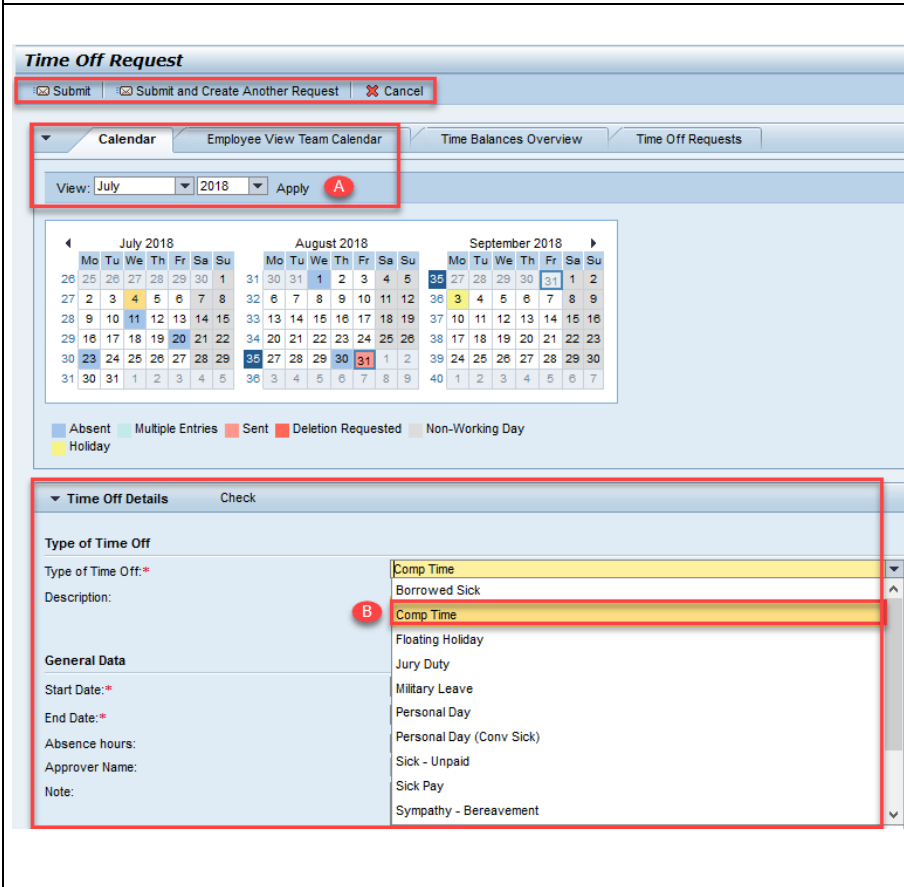 Time Off Request
Submit Submit and Create Another Request Cancel
Calendar Employee View Team Calendar Time Balances Overview Time Off Requests
View: July 2018 Apply A
July 2018 August 2018 September 2018
Mo Tu We Th Fr Sa Su Mo Tu We Th Fr Sa Su Mo Tu We Th Fr Sa Su
26 25 26 27 28 29 30 1 31 30 31 1 2 3 4 5 35 27 28 29 30 31 1 2
27 2 3 4 5 6 7 8 32 6 7 8 9 10 11 12 36 3 4 5 6 7 8 9
28 9 10 11 12 13 14 15 33 13 14 15 16 17 18 19 37 10 11 12 13 14 15 16
29 16 17 18 19 20 21 22 34 20 21 22 23 24 25 26 38 17 18 19 20 21 22 23
30 23 24 25 26 27 28 29 35 27 28 29 30 31 1 2 39 24 25 26 27 28 29 30
31 30 31 1 2 3 4 5 36 3 4 5 6 7 8 9 40 1 2 3 4 5 6 7
Absent Multiple Entries Sent Deletion Requested Non-Working Day
Holiday
Time Off Details Check
Type of Time Off
Type of Time Off:* Comp Time
Description: Borrowed Sick
B Comp Time
Floating Holiday
General Data Jury Duty
Start Date:* Military Leave
End Date:* Personal Day
Absence hours: Personal Day (Conv Sick)
Approver Name: Sick - Unpaid
Note: Sick Pay
Sympathy - Bereavement